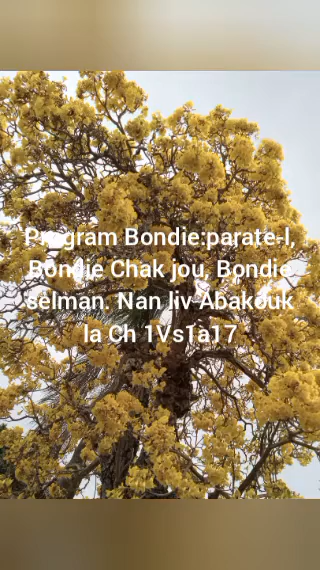 Program Bondie:parate-l,
Bondie Chak jou, Bondie
selman. Nan liv Abakouk
la Ch 1Vs1a17